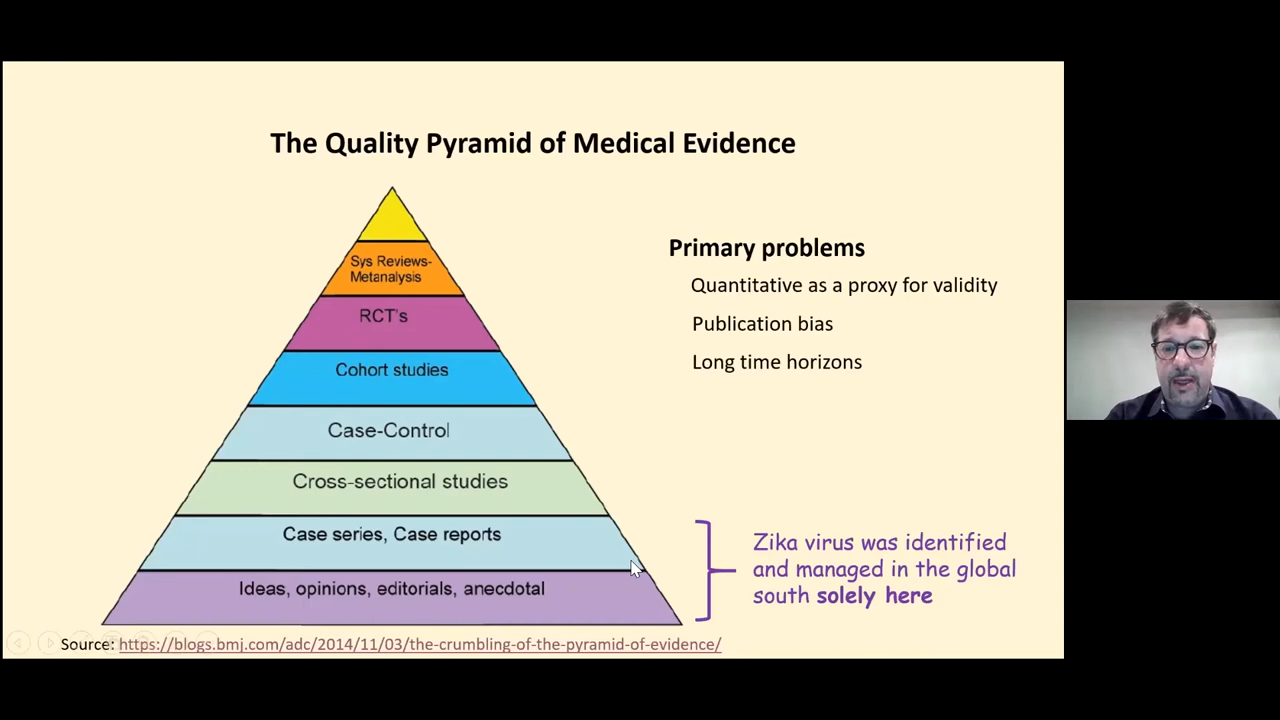 The Quality Pyramid of Medical Evidence
Sys Reviews-
Metanalysis
RCT's
Cohort studies
Case-Control
Cross-sectional studies
Case series, Case reports
Ideas, opinions, editorials, anecdotal
Primary problems
Quantitative as a proxy for validity
Publication bias
Long time horizons
Zika virus was identified
and managed in the global
south solely here
Source: https://blogs.bmj.com/adc/2014/11/03/the-crumbling-of-the-pyramid-of-evidence/